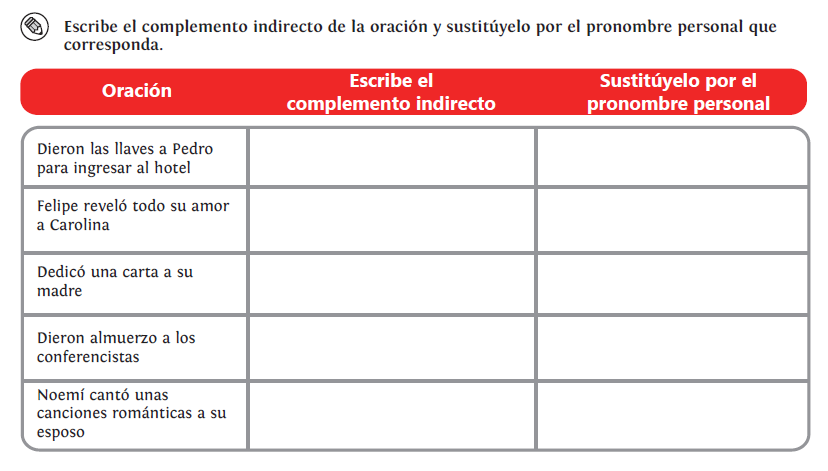 Escribe el complemento indirecto de la oración y sustitúyelo por el pronombre personal que
corresponda.
Oración
Escribe el
complemento indirecto
Sustitúyelo por el
pronombre personal
Dieron las llaves a Pedro
para ingresar al hotel
Felipe reveló todo su amor
a Carolina
Dedicó una carta a su
madre
Dieron almuerzo a los
conferencistas
Noemí cantó unas
canciones románticas a su
esposo